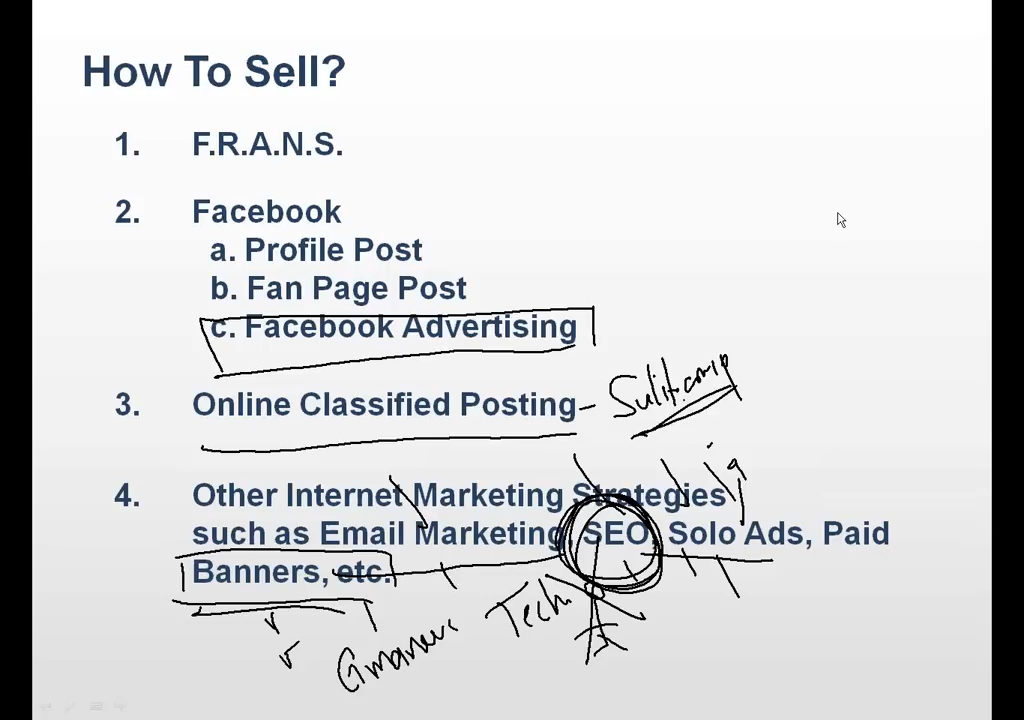 How To Sell?
1. F.R.A.N.S.
2. Facebook
a. Profile Post
b. Fan Page Post
c. Facebook Advertising
3. Online Classified Posting - Sulit.com
4. Other Internet Marketing Strategies
such as Email Marketing, SEO, Solo Ads, Paid
Banners, etc.
Tech